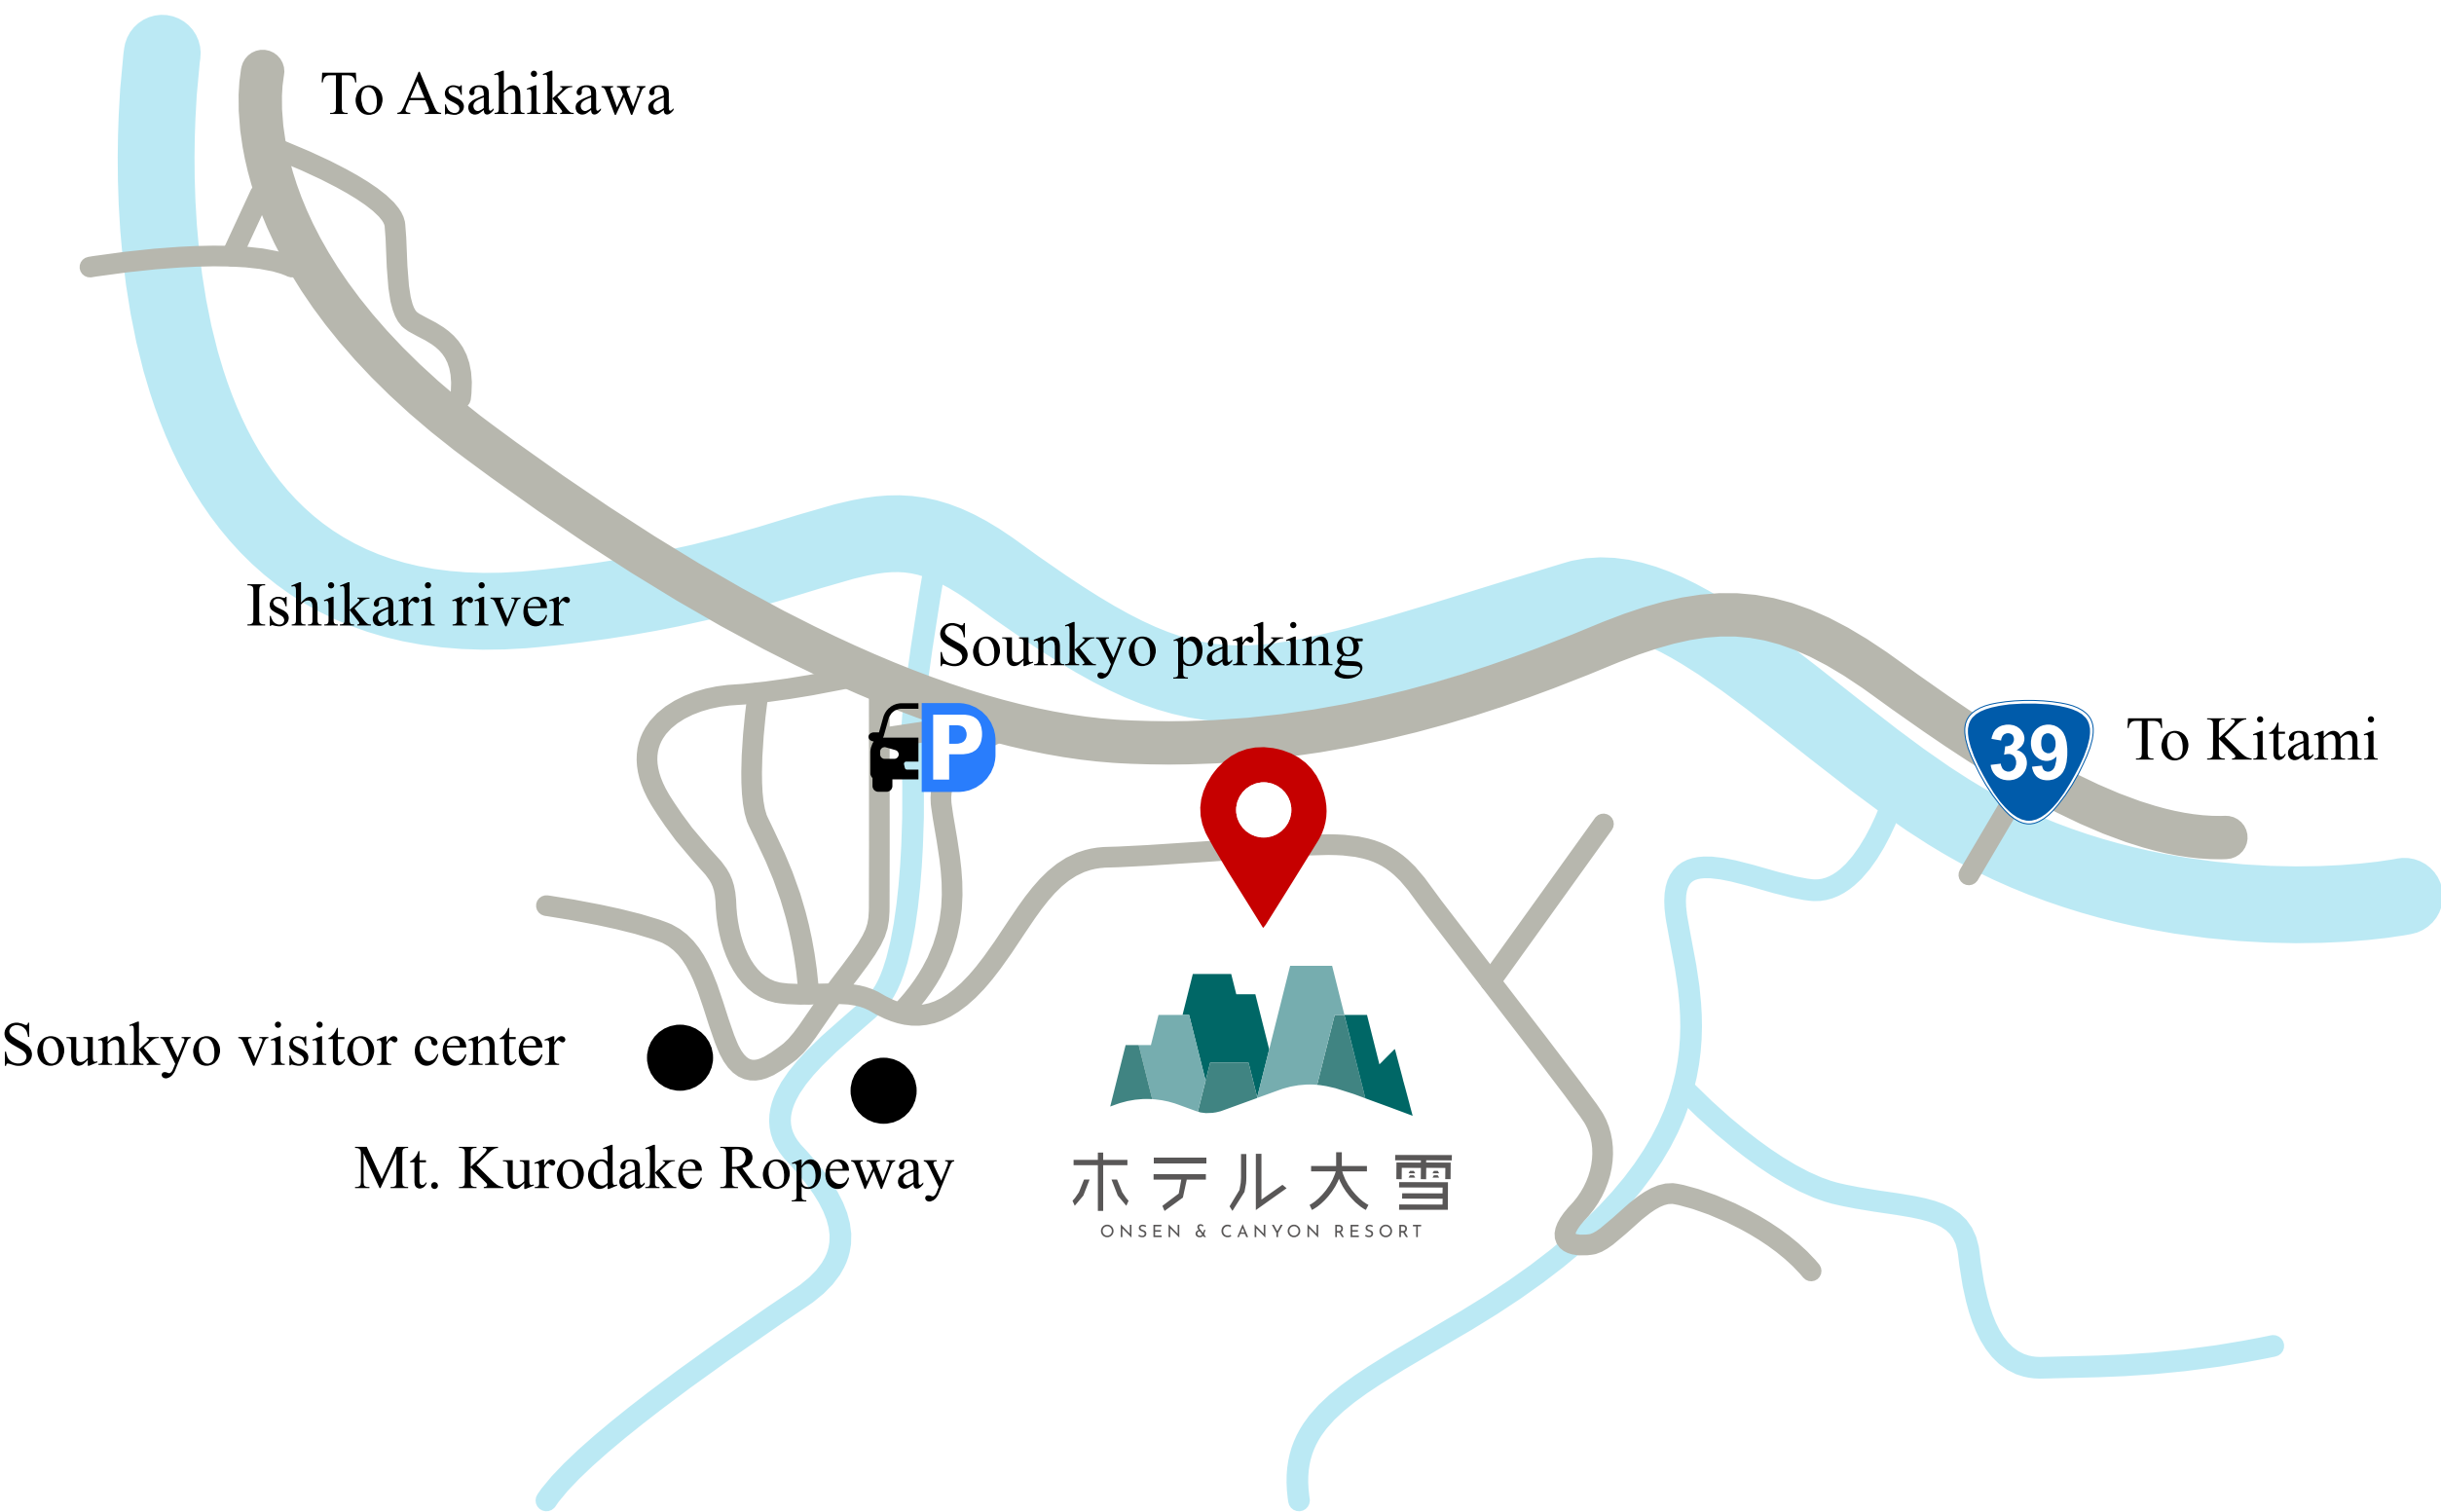 To Asahikawa
Ishikari river
Sounkyo parking
P
39
To Kitami
Sounkyo visitor center
Mt. Kurodake Ropeway
ホテル大雪
ONSEN & CANYON RESORT